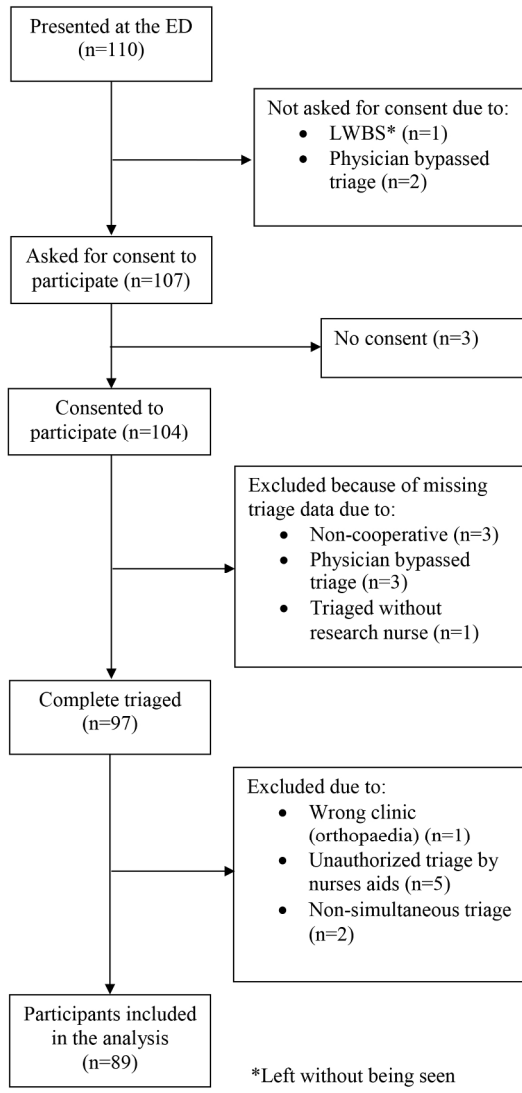 Presented at the ED
(n=110)
Not asked for consent due to:
• LWBS* (n=1)
• Physician bypassed
triage (n=2)
Asked for consent to
participate (n=107)
No consent (n=3)
Consented to
participate (n=104)
Excluded because of missing
triage data due to:
• Non-cooperative (n=3)
• Physician bypassed
triage (n=3)
• Triaged without
research nurse (n=1)
Complete triaged
(n=97)
Excluded due to:
• Wrong clinic
(orthopaedia) (n=1)
• Unauthorized triage by
nurses aids (n=5)
• Non-simultaneous triage
(n=2)
Participants included
in the analysis
(n=89)
*Left without being seen